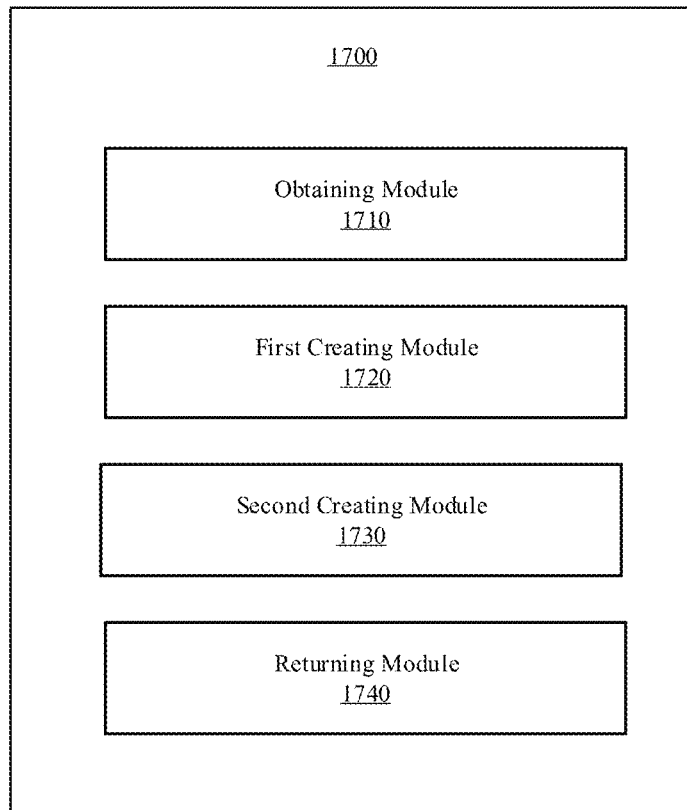 1700
Obtaining Module
1710
First Creating Module
1720
Second Creating Module
1730
Returning Module
1740